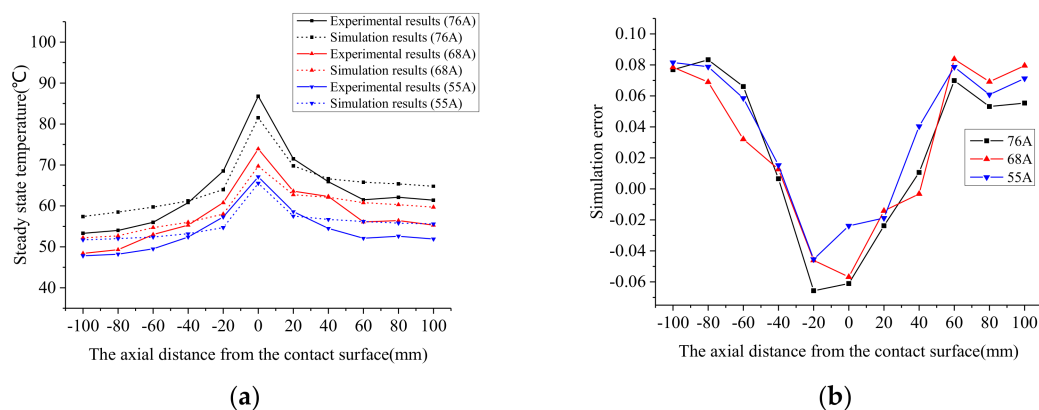 Experimental results (76A)
Simulation results (76A)
Experimental results (68A)
Simulation results (68A)
Experimental results (55A)
Simulation results (55A)
Steady state temperature(℃)
100
90
80
70
60
50
40
-100 -80 -60 -40 -20 0 20 40 60 80 100
The axial distance from the contact surface(mm)
(a)
Simulation error
0.10
0.08
0.06
0.04
0.02
0.00
-0.02
-0.04
-0.06
76A
68A
55A
-100 -80 -60 -40 -20 0 20 40 60 80 100
The axial distance from the contact surface(mm)
(b)